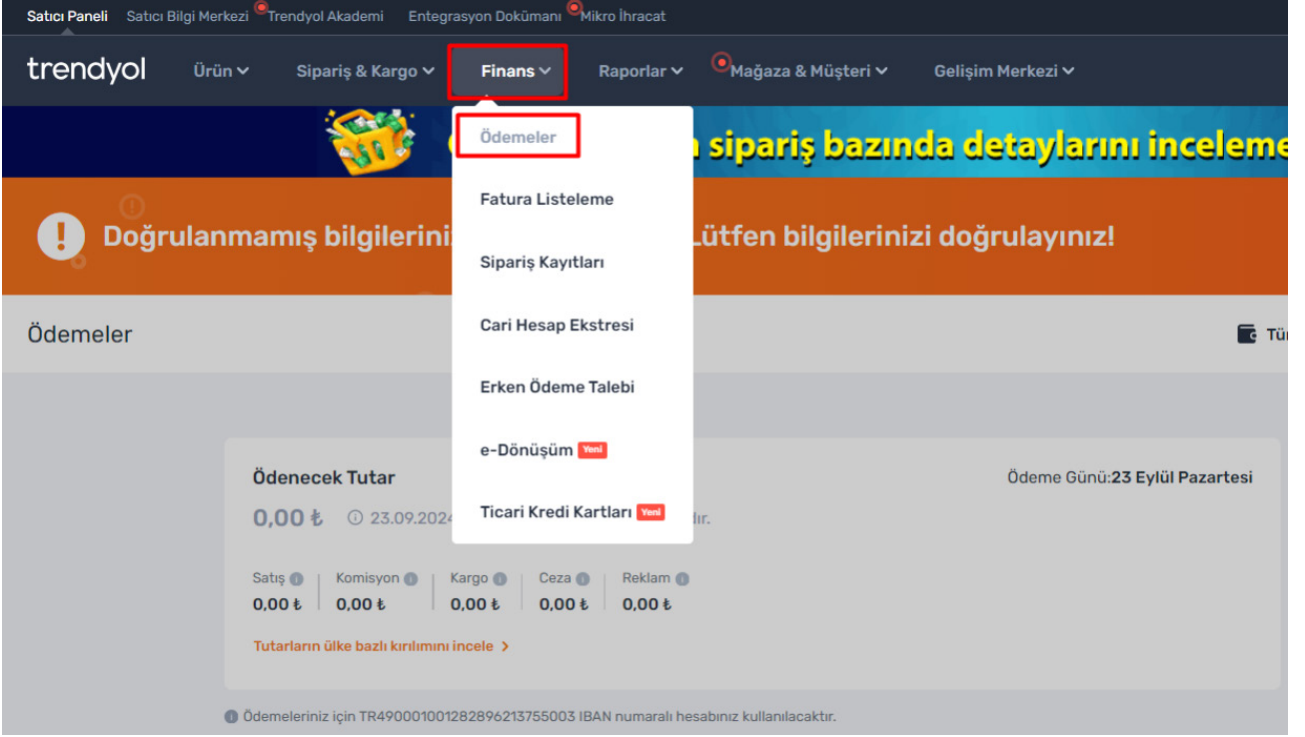 Satıcı Paneli Satıcı Bilgi Merkezi Trendyol Akademi Entegrasyon Dokümanı Mikro İhracat
trendyol Ürün Sipariş & Kargo Finans Raporlar Mağaza & Müşteri Gelişim Merkezi
Ödemeler
sipariş bazında detaylarını
Fatura Listeleme
Doğrulanmamış Lütfen bilgilerinizi doğrulayınız!
Sipariş Kayıtları
Cari Hesap Ekstresi
Ödemeler
Erken Ödeme Talebi
e-Dönüşüm Yeni
Ticari Kredi Kartları Yeni
Ödenecek Tutar Ödeme Günü:23 Eylül Pazartesi
0,00 ₺ 23.09.2024
Satış Komisyon Kargo Ceza Reklam
0,00 ₺ 0,00 ₺ 0,00 ₺ 0,00 ₺ 0,00 ₺
Tutarların ülke bazlı kırılımını incele >
Ödemeleriniz için TR490001001282896213755003 IBAN numaralı hesabınız kullanılacaktır.